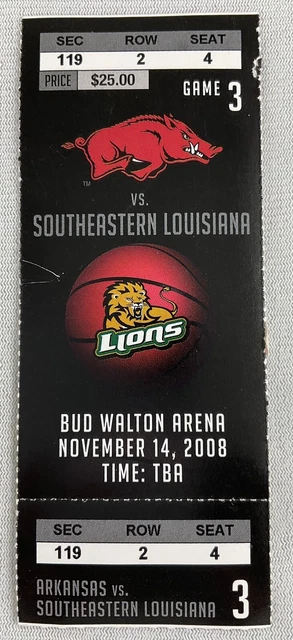 SEC ROW SEAT
119 2 4
PRICE $25.00
GAME 3
TM
VS.
SOUTHEASTERN LOUISIANA
LIONS
BUD WALTON ARENA
NOVEMBER 14, 2008
TIME: TBA
SEC ROW SEAT
119 2 4
ARKANSAS vs.
SOUTHEASTERN LOUISIANA 3